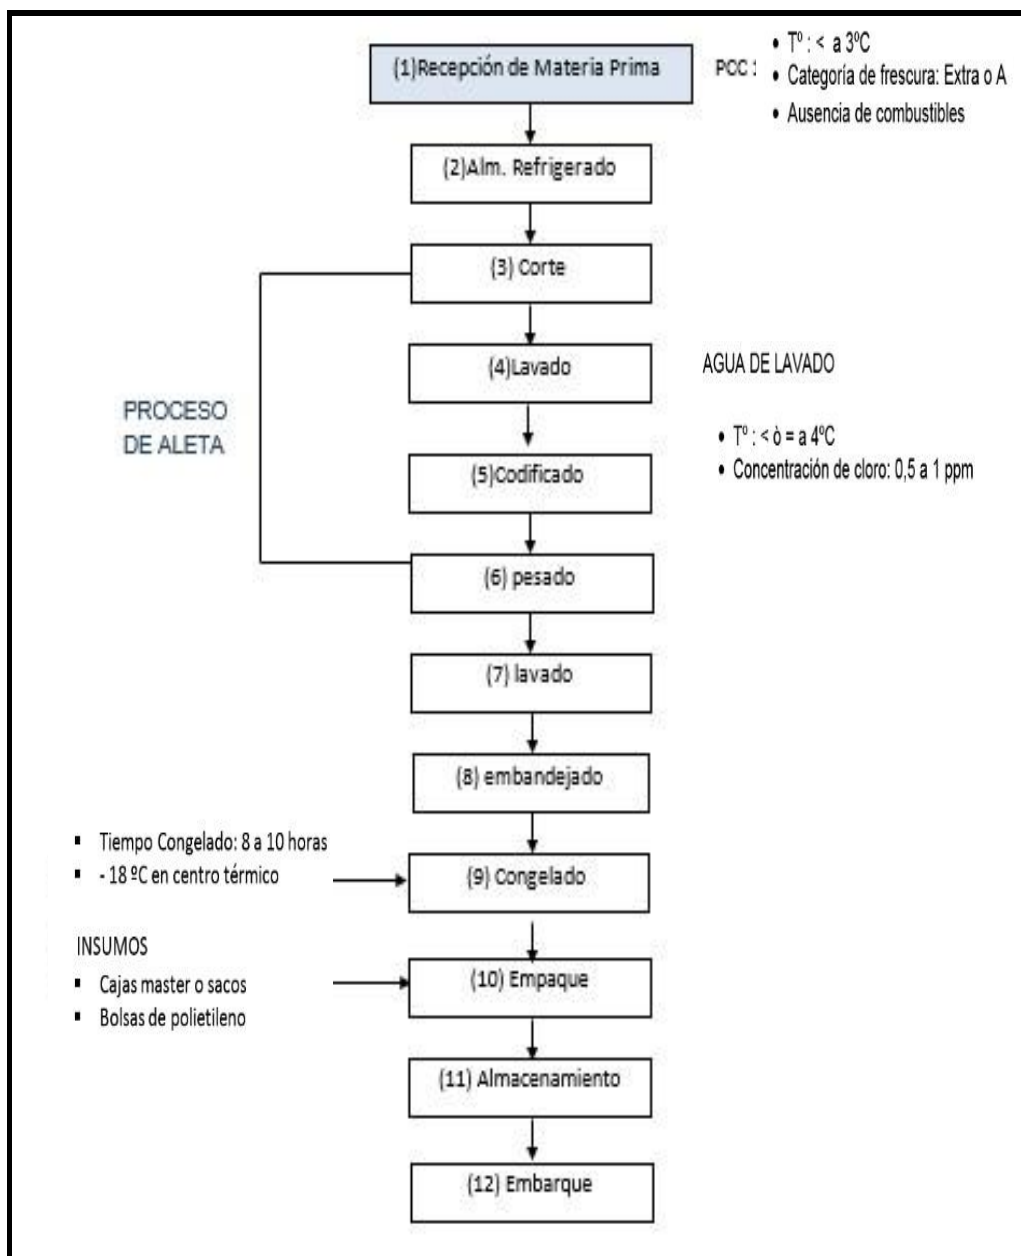 (1)Recepción de Materia Prima
PCC 1
• Tº : < a 3ºC
• Categoría de frescura: Extra o A
• Ausencia de combustibles
(2)Alm. Refrigerado
(3) Corte
(4)Lavado
AGUA DE LAVADO
• Tº : < ò = a 4ºC
• Concentración de cloro: 0,5 a 1 ppm
PROCESO
DE ALETA
(5)Codificado
(6) pesado
(7) lavado
(8) embandejado
▪ Tiempo Congelado: 8 a 10 horas
▪ - 18 ºC en centro térmico
(9) Congelado
INSUMOS
▪ Cajas master o sacos
▪ Bolsas de polietileno
(10) Empaque
(11) Almacenamiento
(12) Embarque